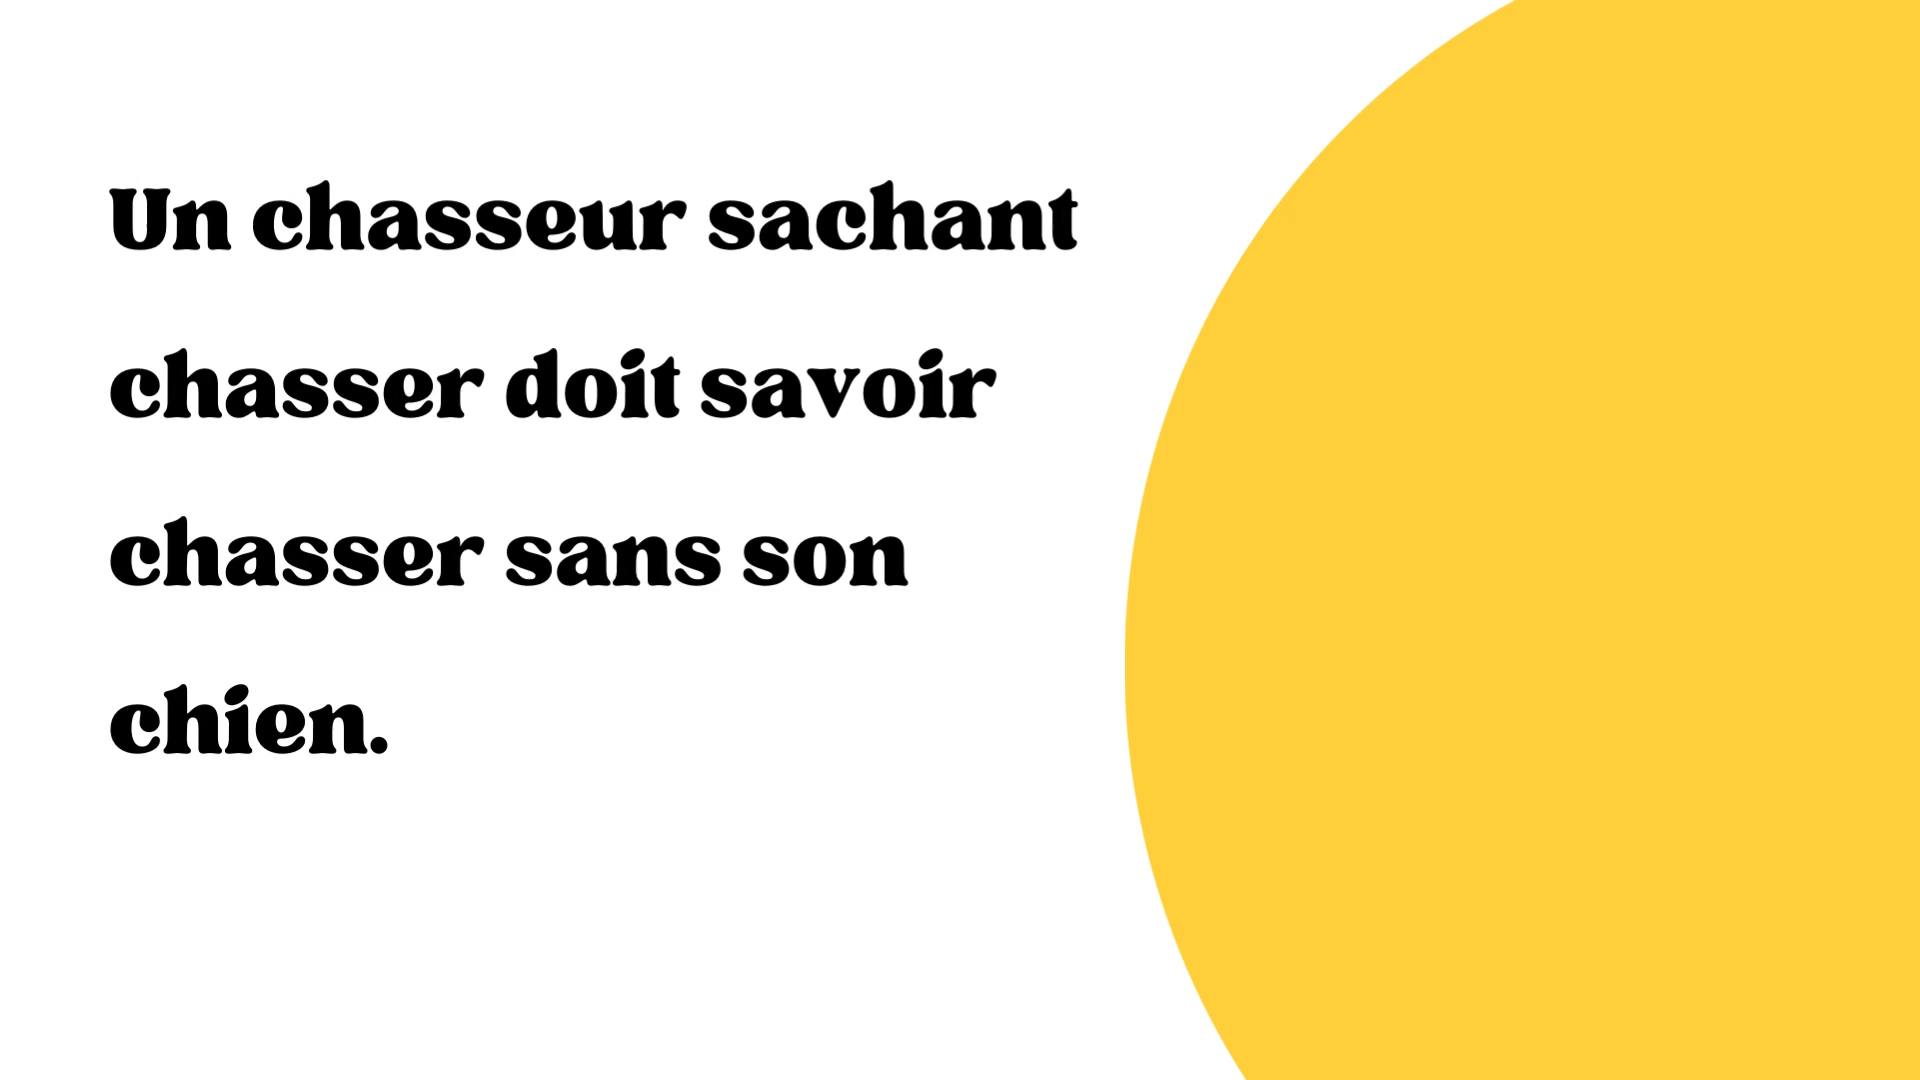 Un chasseur sachant
chasser doit savoir
chasser sans son
chien.